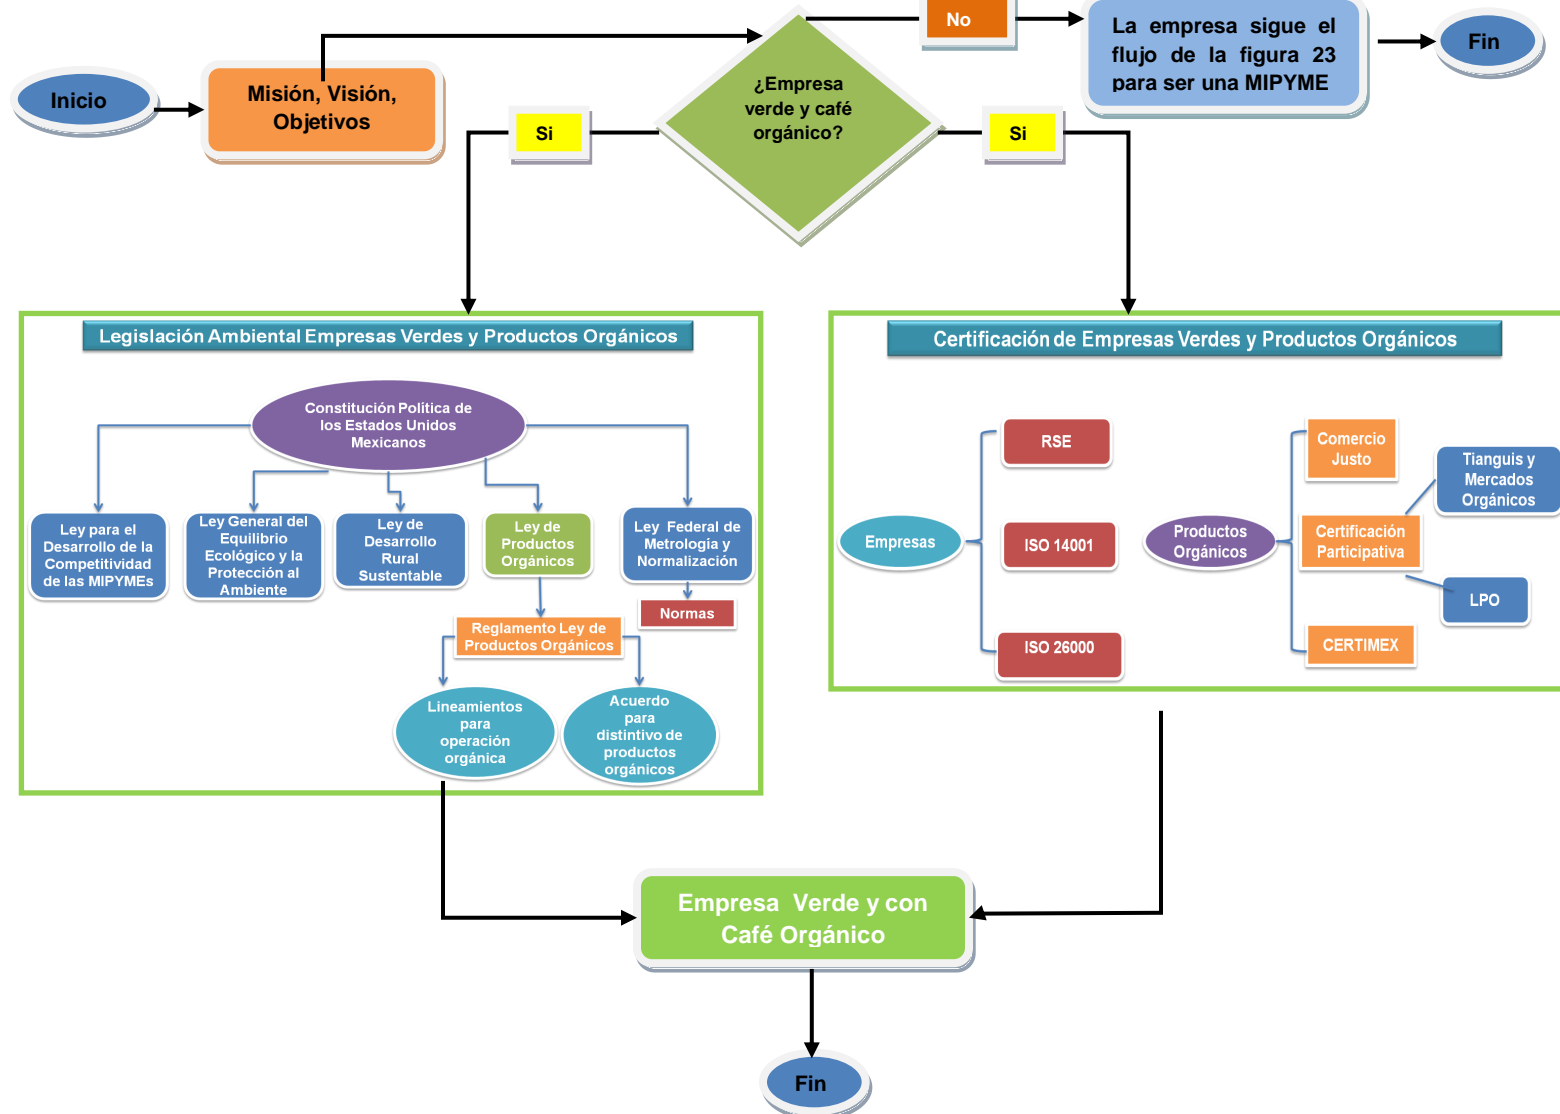 Inicio
Misión, Visión,
Objetivos
¿Empresa
verde y café
orgánico?
No
La empresa sigue el
flujo de la figura 23
para ser una MIPYME
Fin
Si
Si
Legislación Ambiental Empresas Verdes y Productos Orgánicos
Constitución Política de
los Estados Unidos
Mexicanos
Ley para el
Desarrollo de la
Competitividad
de las MIPYMEs
Ley General del
Equilibrio
Ecológico y la
Protección al
Ambiente
Ley de
Desarrollo
Rural
Sustentable
Ley de
Productos
Orgánicos
Ley Federal de
Metrología y
Normalización
Normas
Reglamento Ley de
Productos Orgánicos
Lineamientos
para
operación
orgánica
Acuerdo
para
distintivo de
productos
orgánicos
Certificación de Empresas Verdes y Productos Orgánicos
Empresas
RSE
ISO 14001
ISO 26000
Productos
Orgánicos
Comercio
Justo
Certificación
Participativa
CERTIMEX
Tianguis y
Mercados
Orgánicos
LPO
Empresa Verde y con
Café Orgánico
Fin